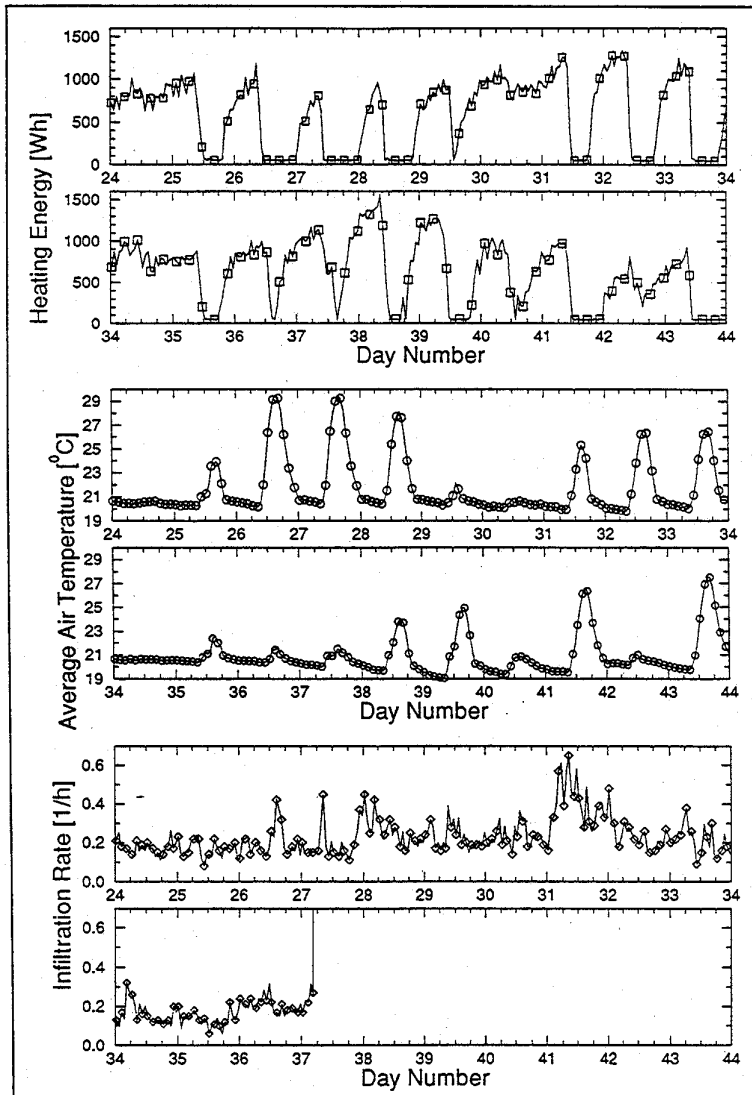 Heating Energy [Wh]
1500
1000
500
0
24 25 26 27 28 29 30 31 32 33 34
1500
1000
500
0
34 35 36 37 38 39 40 41 42 43 44
Day Number
Average Air Temperature [⁰C]
29
27
25
23
21
19
24 25 26 27 28 29 30 31 32 33 34
29
27
25
23
21
19
34 35 36 37 38 39 40 41 42 43 44
Day Number
Infiltration Rate [1/h]
0.6
0.4
0.2
0.0
24 25 26 27 28 29 30 31 32 33 34
0.6
0.4
0.2
0.0
34 35 36 37 38 39 40 41 42 43 44
Day Number